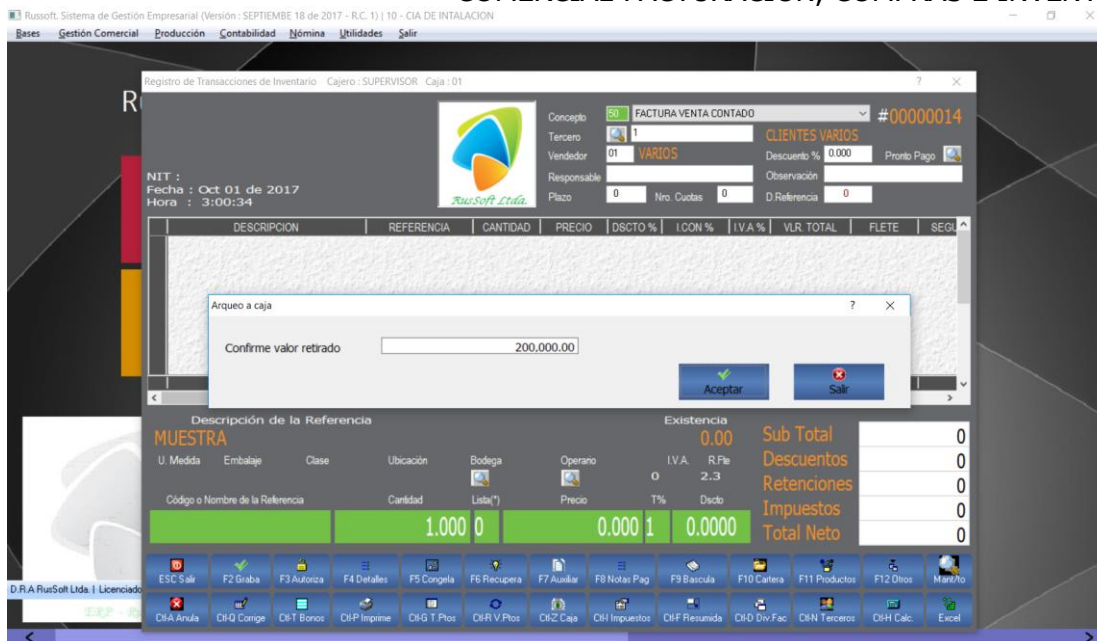 COMERCIAL FACTURACION, COMPRAS E INVENT
Russoft. Sistema de Gestión Empresarial (Versión : SEPTIEMBRE 18 de 2017 - R.C. 1) | 10 - CIA DE INTALACION
Bases Gestión Comercial Producción Contabilidad Nómina Utilidades Salir
Registro de Transacciones de Inventario Cajero : SUPERVISOR Caja : 01 ? ×
NIT :
Fecha : Oct 01 de 2017
Hora : 3:00:34
RusSoft Ltda.
Concepto 50 FACTURA VENTA CONTADO #00000014
Tercero 1 CLIENTES VARIOS
Vendedor 01 VARIOS Descuento % 0.000 Pronto Pago
Responsable Observación
Plazo 0 Nro. Cuotas 0 D.Referencia 0
DESCRIPCION REFERENCIA CANTIDAD PRECIO DSCTO % I.CON % I.V.A % VLR. TOTAL FLETE SEGU
Arqueo a caja ? ×
Confirme valor retirado 200,000.00
Aceptar Salir
Descripción de la Referencia Existencia
MUESTRA 0.00
U. Medida Embalaje Clase Ubicación Bodega Operario I.V.A. R.Fte
0 2.3
Código o Nombre de la Referencia Cantidad Lista(*) Precio T% Dscto
1.000 0 0.000 1 0.0000
Sub Total 0
Descuentos 0
Retenciones 0
Impuestos 0
Total Neto 0
ESC Salir F2 Graba F3 Autoriza F4 Detalles F5 Congela F6 Recupera F7 Auxiliar F8 Notas Pag F9 Bascula F10 Cartera F11 Productos F12 Otros Mant/to
D.R.A RusSoft Ltda. | Licenciado
Ctl-A Anula Ctl-Q Corrige Ctl-T Bonos Ctl-P Imprime Ctl-G T.Ptos Ctl-R V.Ptos Ctl-Z Caja Ctl-I Impuestos Ctl-F Resumida Ctl-D Div.Fac Ctl-N Terceros Ctl-H Calc. Excel